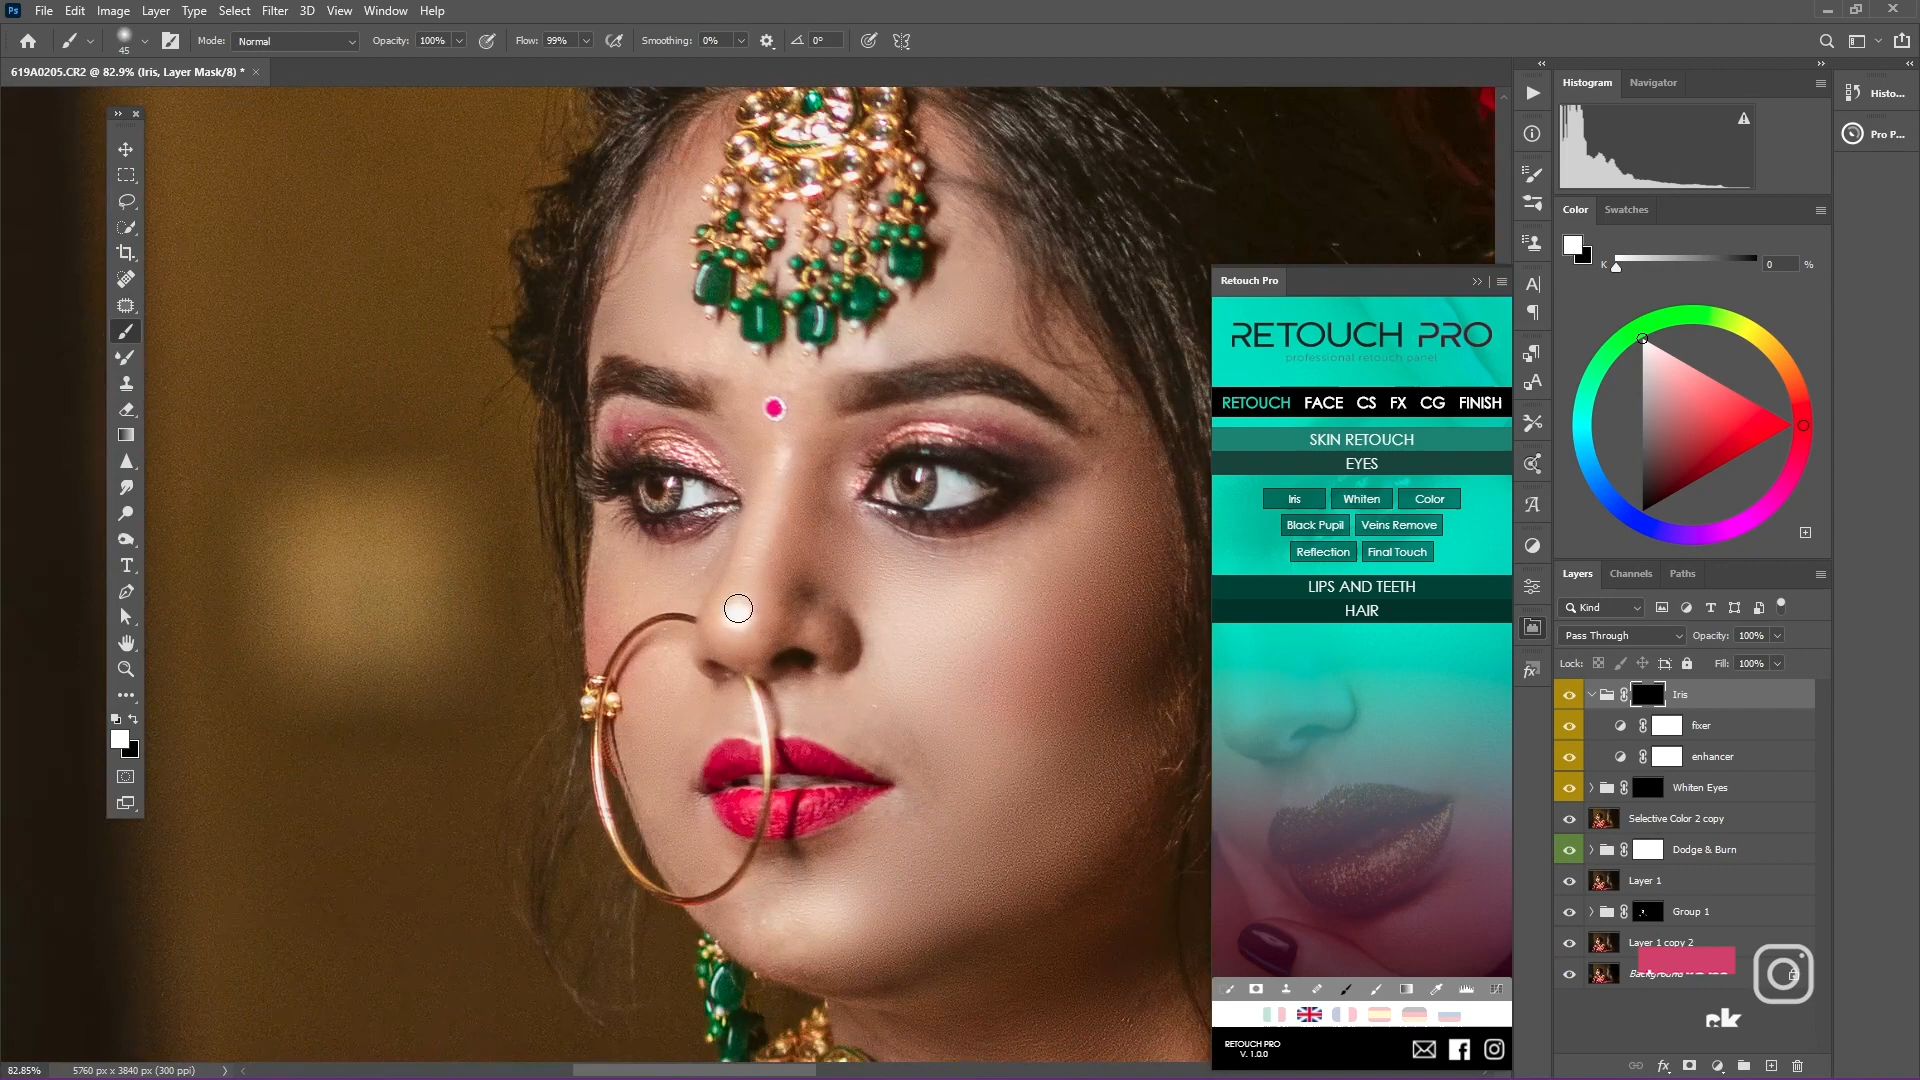 Ps File Edit Image Layer Type Select Filter 3D View Window Help
45 Mode: Normal Opacity: 100% Flow: 99% Smoothing: 0% 0°
619A0205.CR2 @ 82.9% (Iris, Layer Mask/8) *
Histogram Navigator
Histo...
Pro P...
Color Swatches
K 0 %
Retouch Pro
RETOUCH PRO
professional retouch panel
RETOUCH FACE CS FX CG FINISH
SKIN RETOUCH
EYES
Iris Whiten Color
Black Pupil Veins Remove
Reflection Final Touch
LIPS AND TEETH
HAIR
RETOUCH PRO
V. 1.0.0
Layers Channels Paths
Kind
Pass Through Opacity: 100%
Lock: Fill: 100%
Iris
fixer
enhancer
Whiten Eyes
Selective Color 2 copy
Dodge & Burn
Layer 1
Group 1
Layer 1 copy 2
Background
fx
82.85% 5760 px x 3840 px (300 ppi)